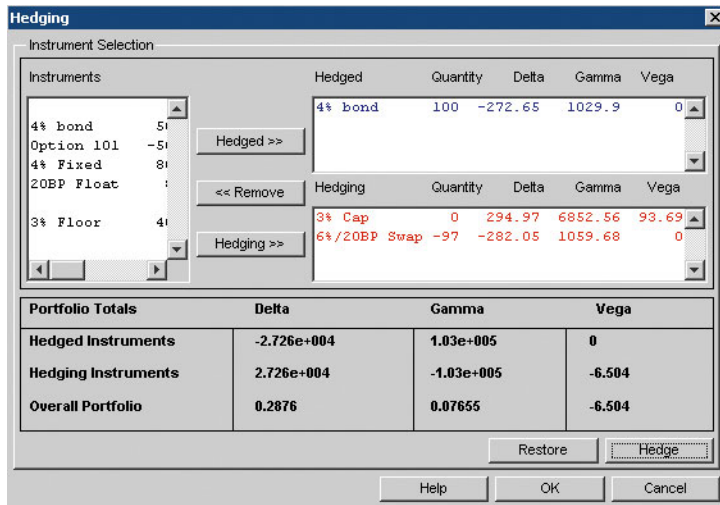 Hedging
Instrument Selection
Instruments
4% bond
Option 101
4% Fixed
20BP Float
3% Floor
Hedged >>
<< Remove
Hedging >>
Hedged Quantity Delta Gamma Vega
4% bond 100 -272.65 1029.9 0
Hedging Quantity Delta Gamma Vega
3% Cap 0 294.97 6852.56 93.69
6%/20BP Swap -97 -282.05 1059.68 0
Portfolio Totals Delta Gamma Vega
Hedged Instruments -2.726e+004 1.03e+005 0
Hedging Instruments 2.726e+004 -1.03e+005 -6.504
Overall Portfolio 0.2876 0.07655 -6.504
Restore Hedge
Help OK Cancel